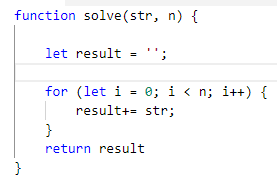 function solve(str, n) {
let result = '';
for (let i = 0; i < n; i++) {
result+= str;
}
return result
}